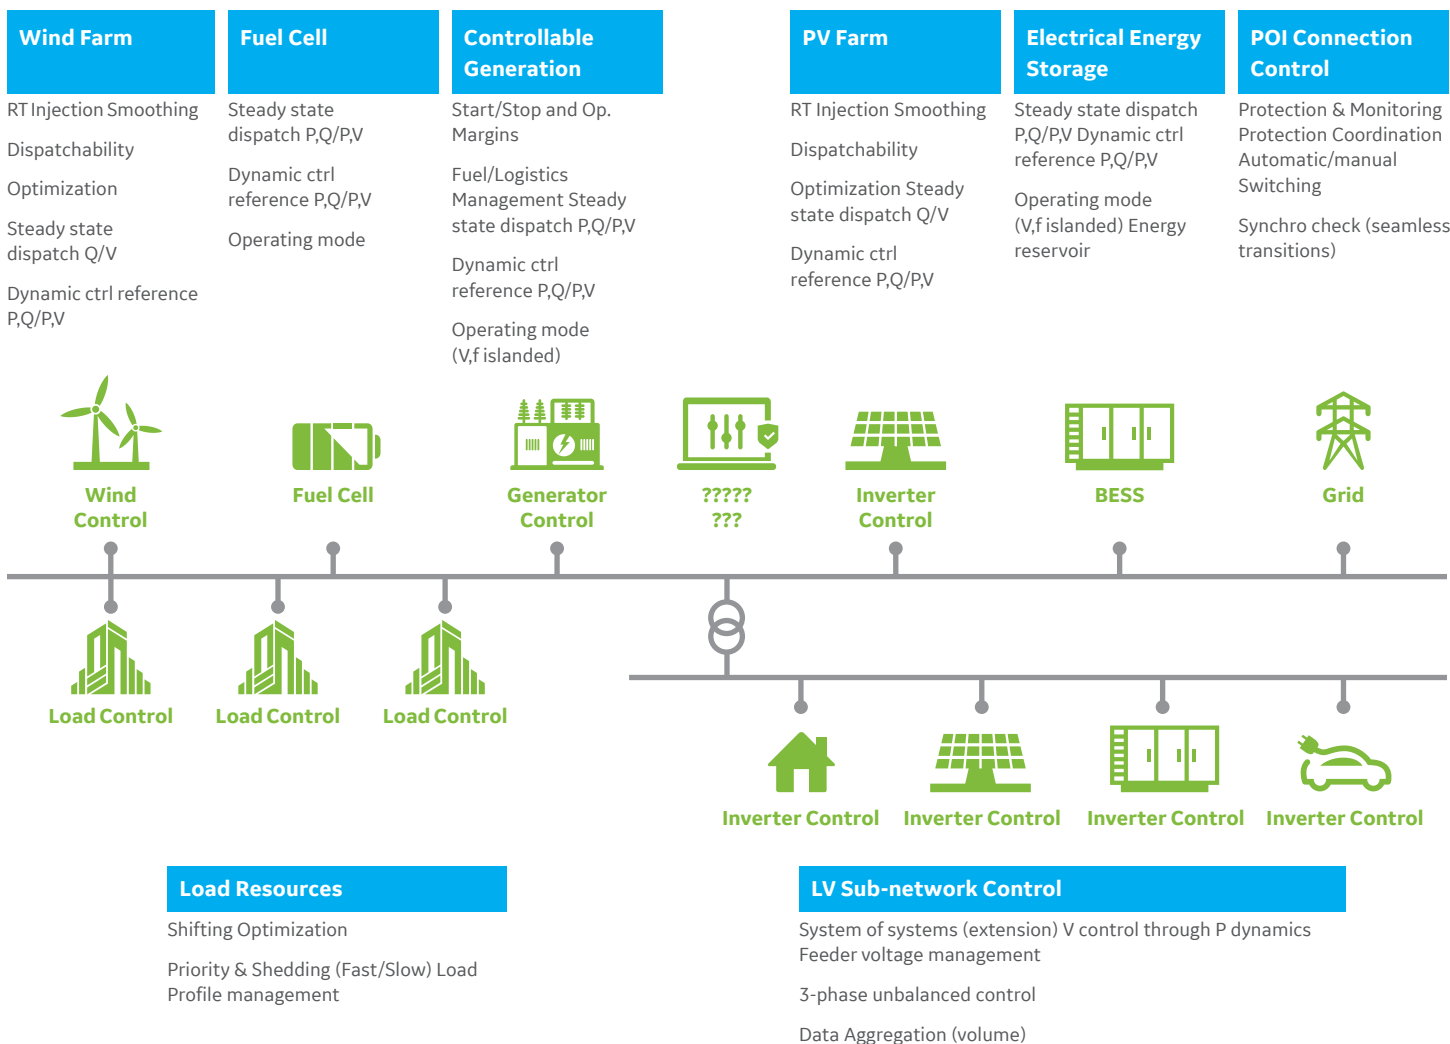 Wind Farm
RT Injection Smoothing
Dispatchability
Optimization
Steady state
dispatch Q/V
Dynamic ctrl reference
P,Q/P,V
Fuel Cell
Steady state
dispatch P,Q/P,V
Dynamic ctrl
reference P,Q/P,V
Operating mode
Controllable
Generation
Start/Stop and Op.
Margins
Fuel/Logistics
Management Steady
state dispatch P,Q/P,V
Dynamic ctrl
reference P,Q/P,V
Operating mode
(V,f islanded)
PV Farm
RT Injection Smoothing
Dispatchability
Optimization Steady
state dispatch Q/V
Dynamic ctrl
reference P,Q/P,V
Electrical Energy
Storage
Steady state dispatch
P,Q/P,V Dynamic ctrl
reference P,Q/P,V
Operating mode
(V,f islanded) Energy
reservoir
POI Connection
Control
Protection & Monitoring
Protection Coordination
Automatic/manual
Switching
Synchro check (seamless
transitions)
Wind
Control
Fuel Cell
Generator
Control
?????
???
Inverter
Control
BESS
Grid
Load Control
Load Control
Load Control
Inverter Control
Inverter Control
Inverter Control
Inverter Control
Load Resources
Shifting Optimization
Priority & Shedding (Fast/Slow) Load
Profile management
LV Sub-network Control
System of systems (extension) V control through P dynamics
Feeder voltage management
3-phase unbalanced control
Data Aggregation (volume)